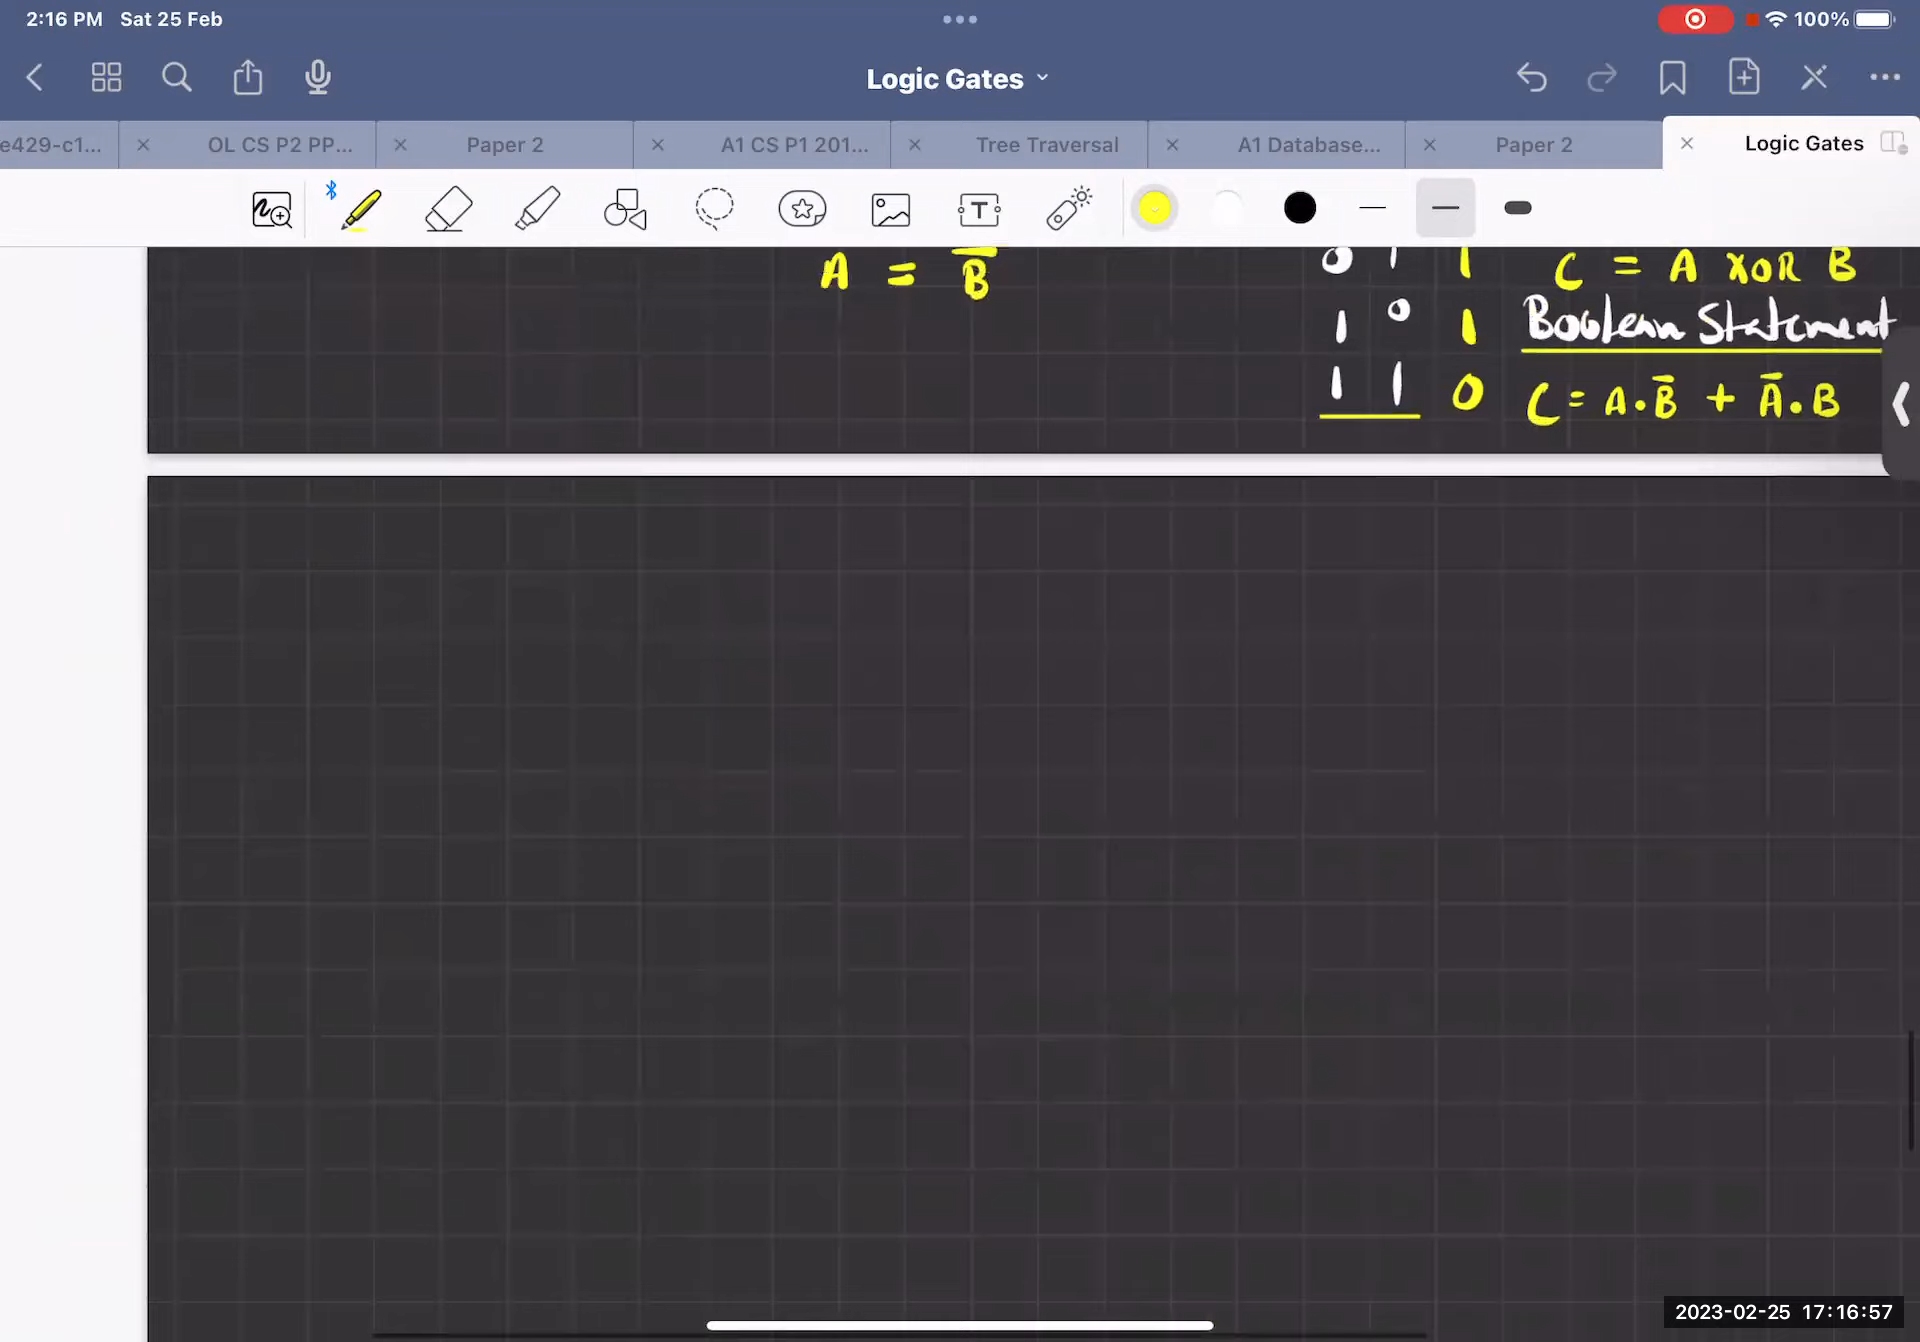 2:16 PM Sat 25 Feb
100%
Logic Gates
e429-c1...
OL CS P2 PP...
Paper 2
A1 CS P1 201...
Tree Traversal
A1 Database...
Paper 2
Logic Gates
T
A = B̅
0 1 1 C = A XOR B
1 0 1 Boolean Statement
1 1 0 C = A.B̅ + A̅.B
2023-02-25 17:16:57